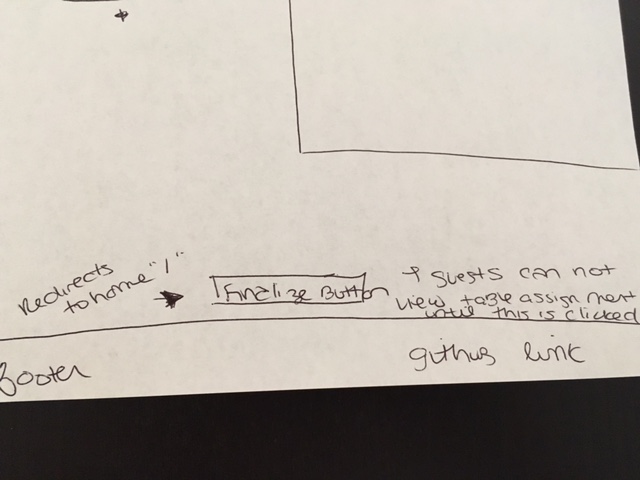 redirects
to home "/"
Finalize Button
* guests can not
view table assignment
until this is clicked
footer
github link